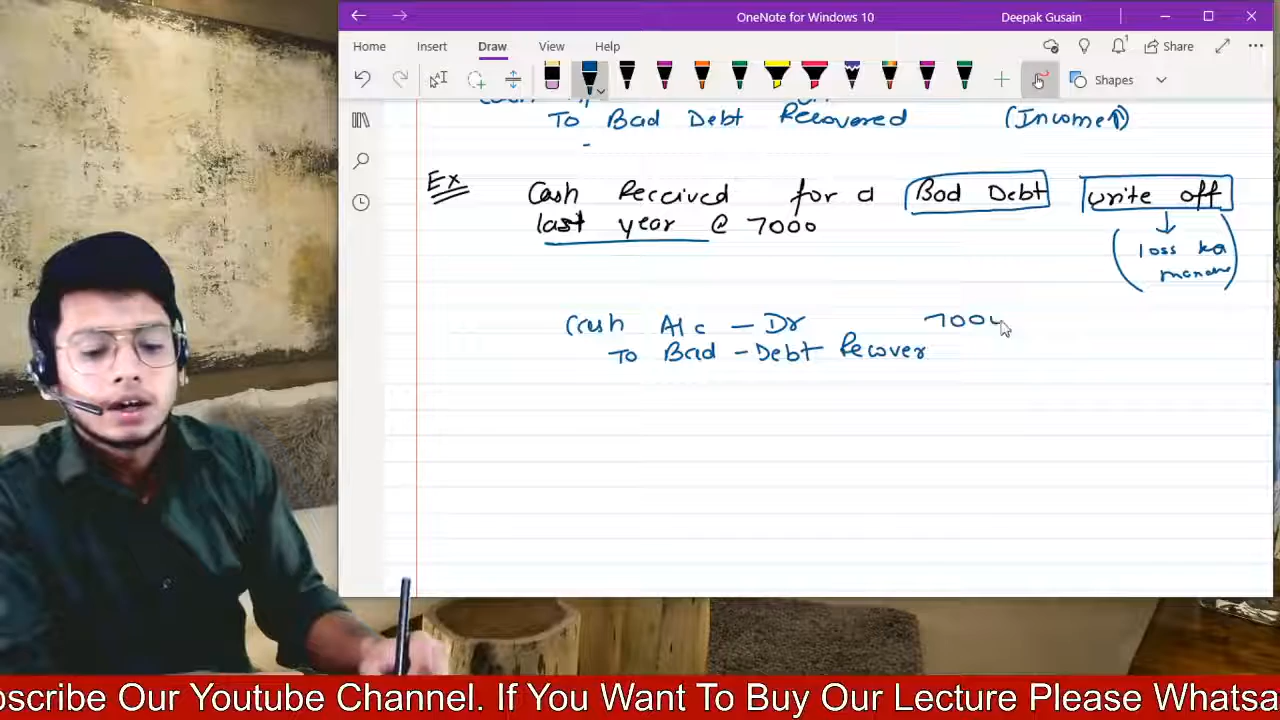 OneNote for Windows 10
Deepak Gusain
Home Insert Draw View Help
Share
Shapes
Cash
To Bad Debt Recovered (Income↑)
Ex Cash Received for a Bad Debt write off
last year @ 7000
loss ka
Cash A/c — Dr 7000
To Bad - Debt Recover
bscribe Our Youtube Channel. If You Want To Buy Our Lecture Please Whatsa